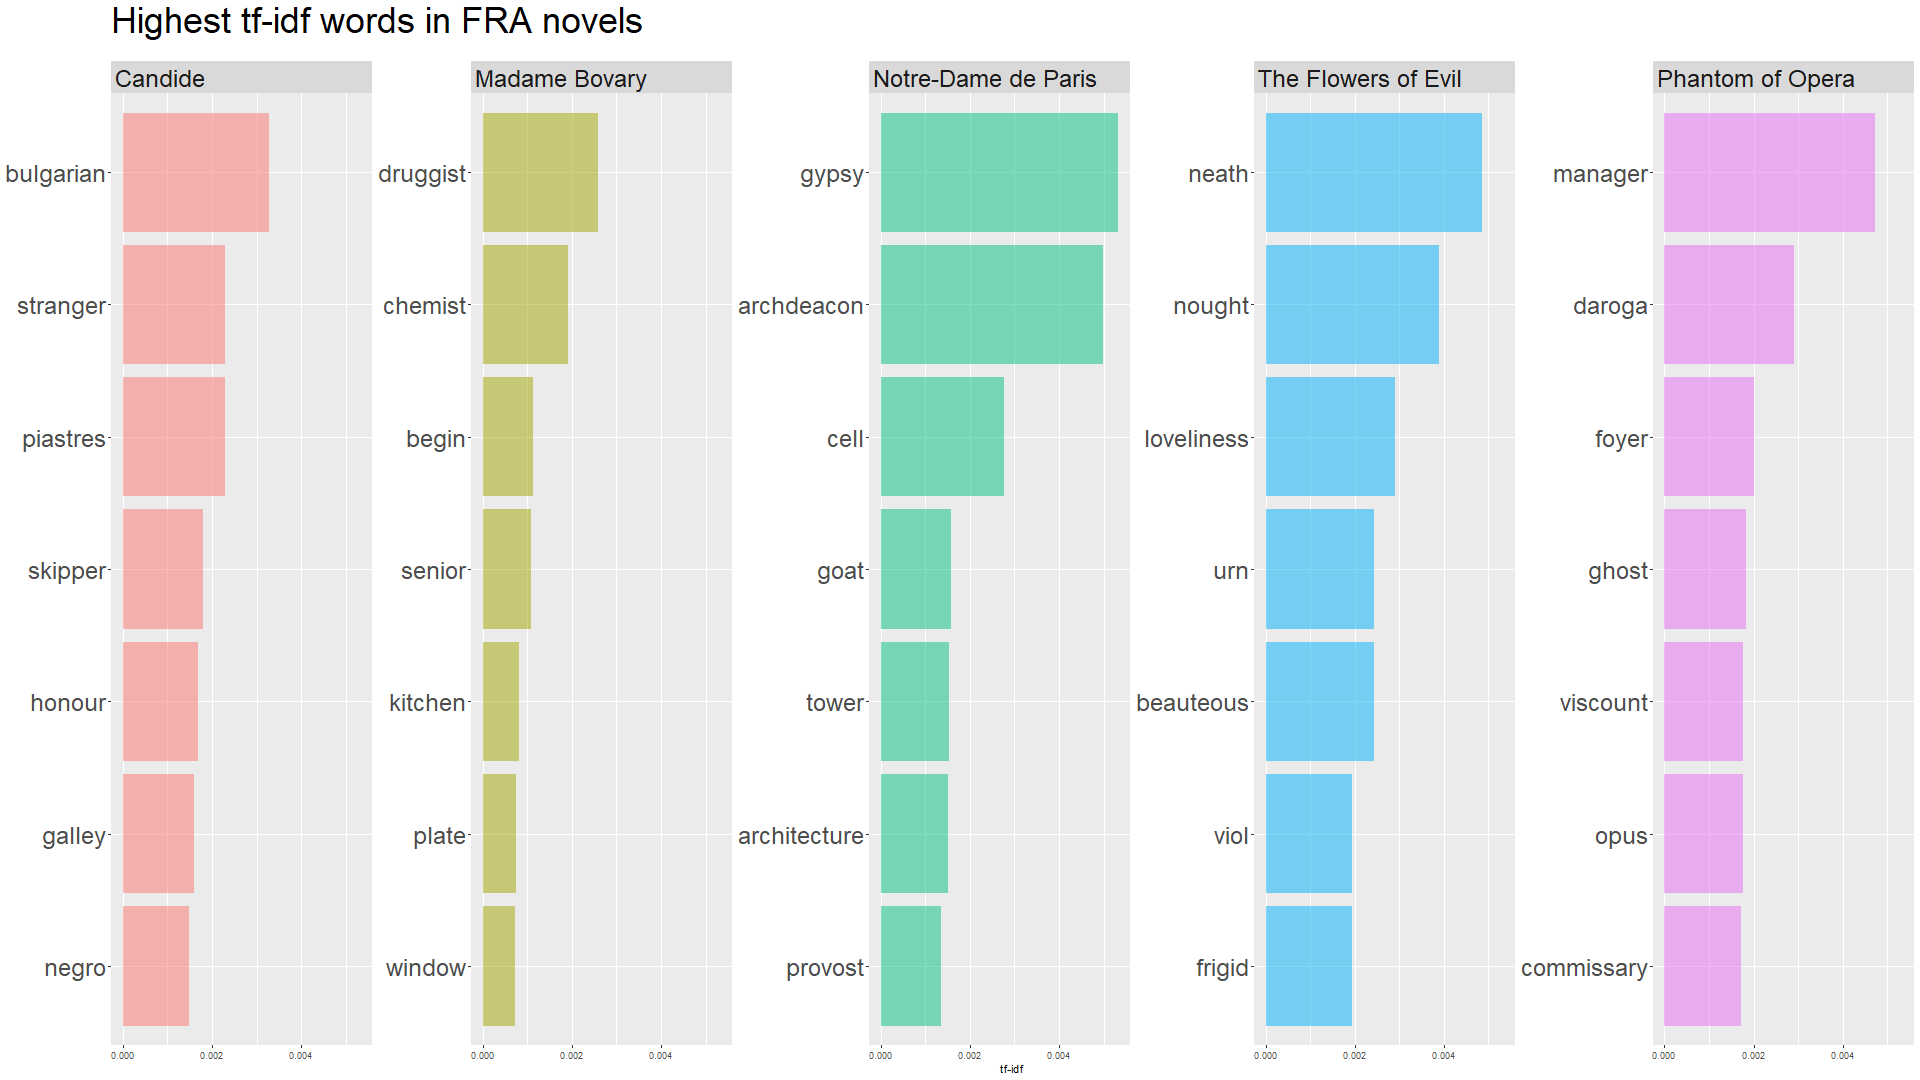 Highest tf-idf words in FRA novels
Candide
bulgarian
stranger
piastres
skipper
honour
galley
negro
0.000 0.002 0.004
Madame Bovary
druggist
chemist
begin
senior
kitchen
plate
window
0.000 0.002 0.004
Notre-Dame de Paris
gypsy
archdeacon
cell
goat
tower
architecture
provost
0.000 0.002 0.004
The Flowers of Evil
neath
nought
loveliness
urn
beauteous
viol
frigid
0.000 0.002 0.004
Phantom of Opera
manager
daroga
foyer
ghost
viscount
opus
commissary
0.000 0.002 0.004
tf-idf